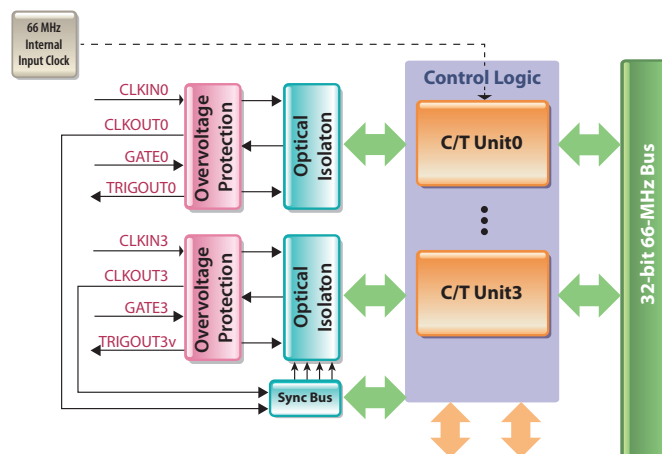 66 MHz
Internal
Input Clock
Control Logic
CLKIN0
CLKOUT0
GATE0
TRIGOUT0
Overvoltage
Protection
Optical
Isolaton
C/T Unit0
CLKIN3
CLKOUT3
GATE3
TRIGOUT3v
Overvoltage
Protection
Optical
Isolaton
C/T Unit3
Sync Bus
32-bit 66-MHz Bus